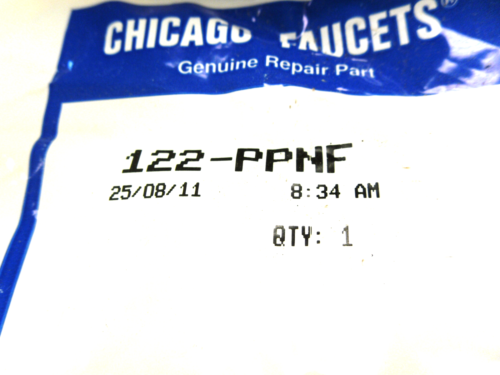 CHICAGO FAUCETS®
Genuine Repair Part
122-PPNF
25/08/11 8:34 AM
QTY: 1